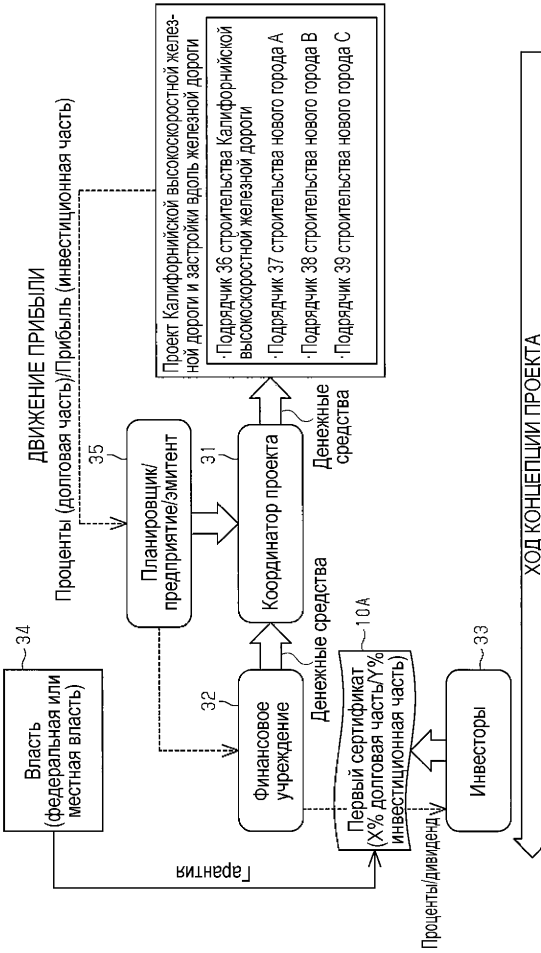 ДВИЖЕНИЕ ПРИБЫЛИ
Проценты (долговая часть)/Прибыль (инвестиционная часть)
34
Власть
(федеральная или
местная власть)
35
Планировщик/
предприятие/эмитент
Проект Калифорнийской высокоскоростной желез-
ной дороги и застройки вдоль железной дороги
·Подрядчик 36 строительства Калифорнийской
высокоскоростной железной дороги
·Подрядчик 37 строительства нового города A
·Подрядчик 38 строительства нового города B
·Подрядчик 39 строительства нового города C
Гарантия
32
Финансовое
учреждение
31
Координатор проекта
Денежные средства
Денежные
средства
10A
Первый сертификат
(X% долговая часть/Y%
инвестиционная часть)
Проценты/дивиденд
33
Инвесторы
ХОД КОНЦЕПЦИИ ПРОЕКТА